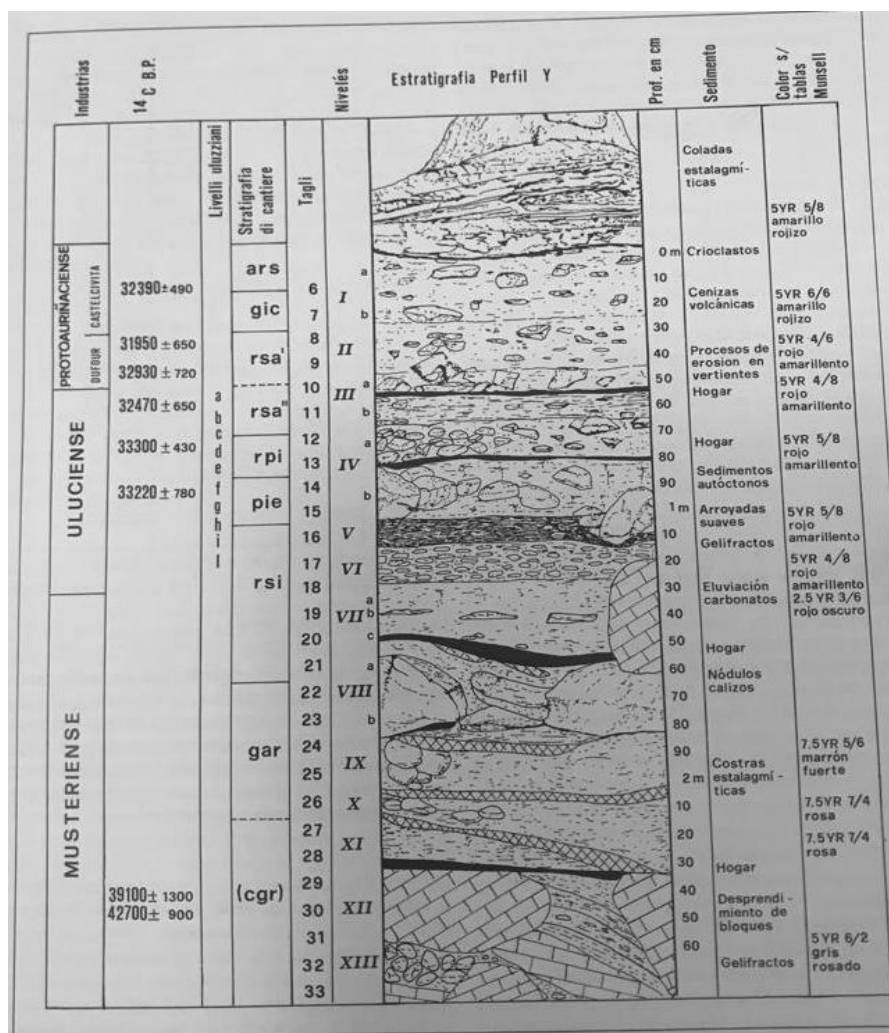 Industrias
14 C B.P.
Livelli uluzziani
Stratigrafia
di cantiere
Tagli
Nivelés
Estratigrafia Perfil Y
Prof. en cm
Sedimento
Color s/
tablas
Munsell
PROTOAURIÑACIENSE
CASTELCIVITA
DUFOUR
ULUCIENSE
MUSTERIENSE
32390±490
31950±650
32930±720
32470±650
33300±430
33220±780
39100±1300
42700± 900
a
b
c
d
e
f
g
h
i
l
ars
gic
rsa'
rsa"
rpi
pie
rsi
gar
(cgr)
6
7
8
9
10
11
12
13
14
15
16
17
18
19
20
21
22
23
24
25
26
27
28
29
30
31
32
33
a
I
b
II
III a
b
a
IV
b
V
VI
a
VII b
c
a
VIII
b
IX
X
XI
XII
XIII
0 m
10
20
30
40
50
60
70
80
90
1 m
10
20
30
40
50
60
70
80
90
2 m
10
20
30
40
50
60
Coladas
estalagmí-
ticas
Crioclastos
Cenizas
volcánicas
Procesos de
erosion en
vertientes
Hogar
Hogar
Sedimentos
autóctonos
Arroyadas
suaves
Gelifractos
Eluviación
carbonatos
Hogar
Nódulos
calizos
Costras
estalagmí-
ticas
Hogar
Desprendi-
miento de
bloques
Gelifractos
5YR 5/8
amarillo
rojizo
5YR 6/6
amarillo
rojizo
5YR 4/6
rojo
amarillento
5YR 4/8
rojo
amarillento
5YR 5/8
rojo
amarillento
5YR 5/8
rojo
amarillento
5YR 4/8
rojo
amarillento
2.5 YR 3/6
rojo oscuro
7.5YR 5/6
marrón
fuerte
7.5YR 7/4
rosa
7.5YR 7/4
rosa
5 YR 6/2
gris
rosado